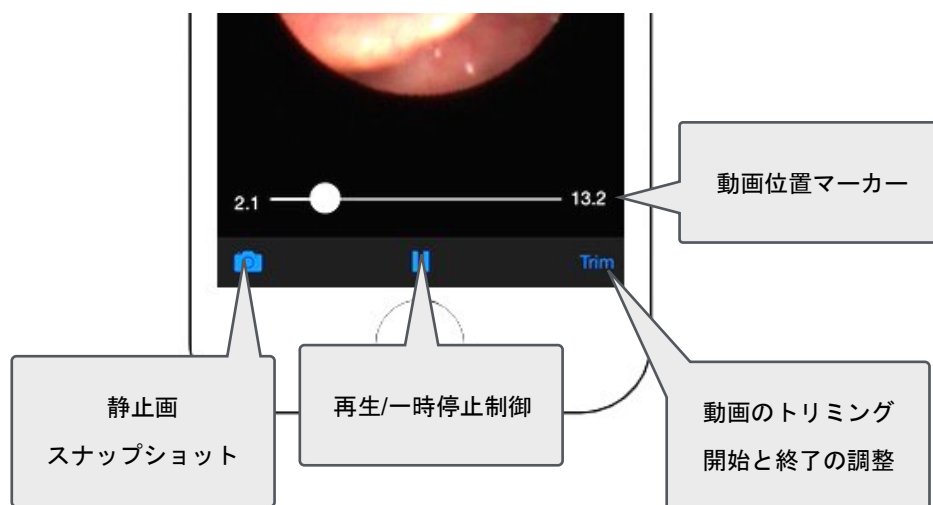 動画位置マーカー
2.1
13.2
Trim
静止画
スナップショット
再生/一時停止制御
動画のトリミング
開始と終了の調整